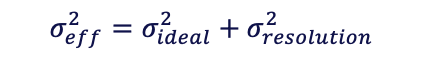 σ²_eff = σ²_ideal + σ²_resolution